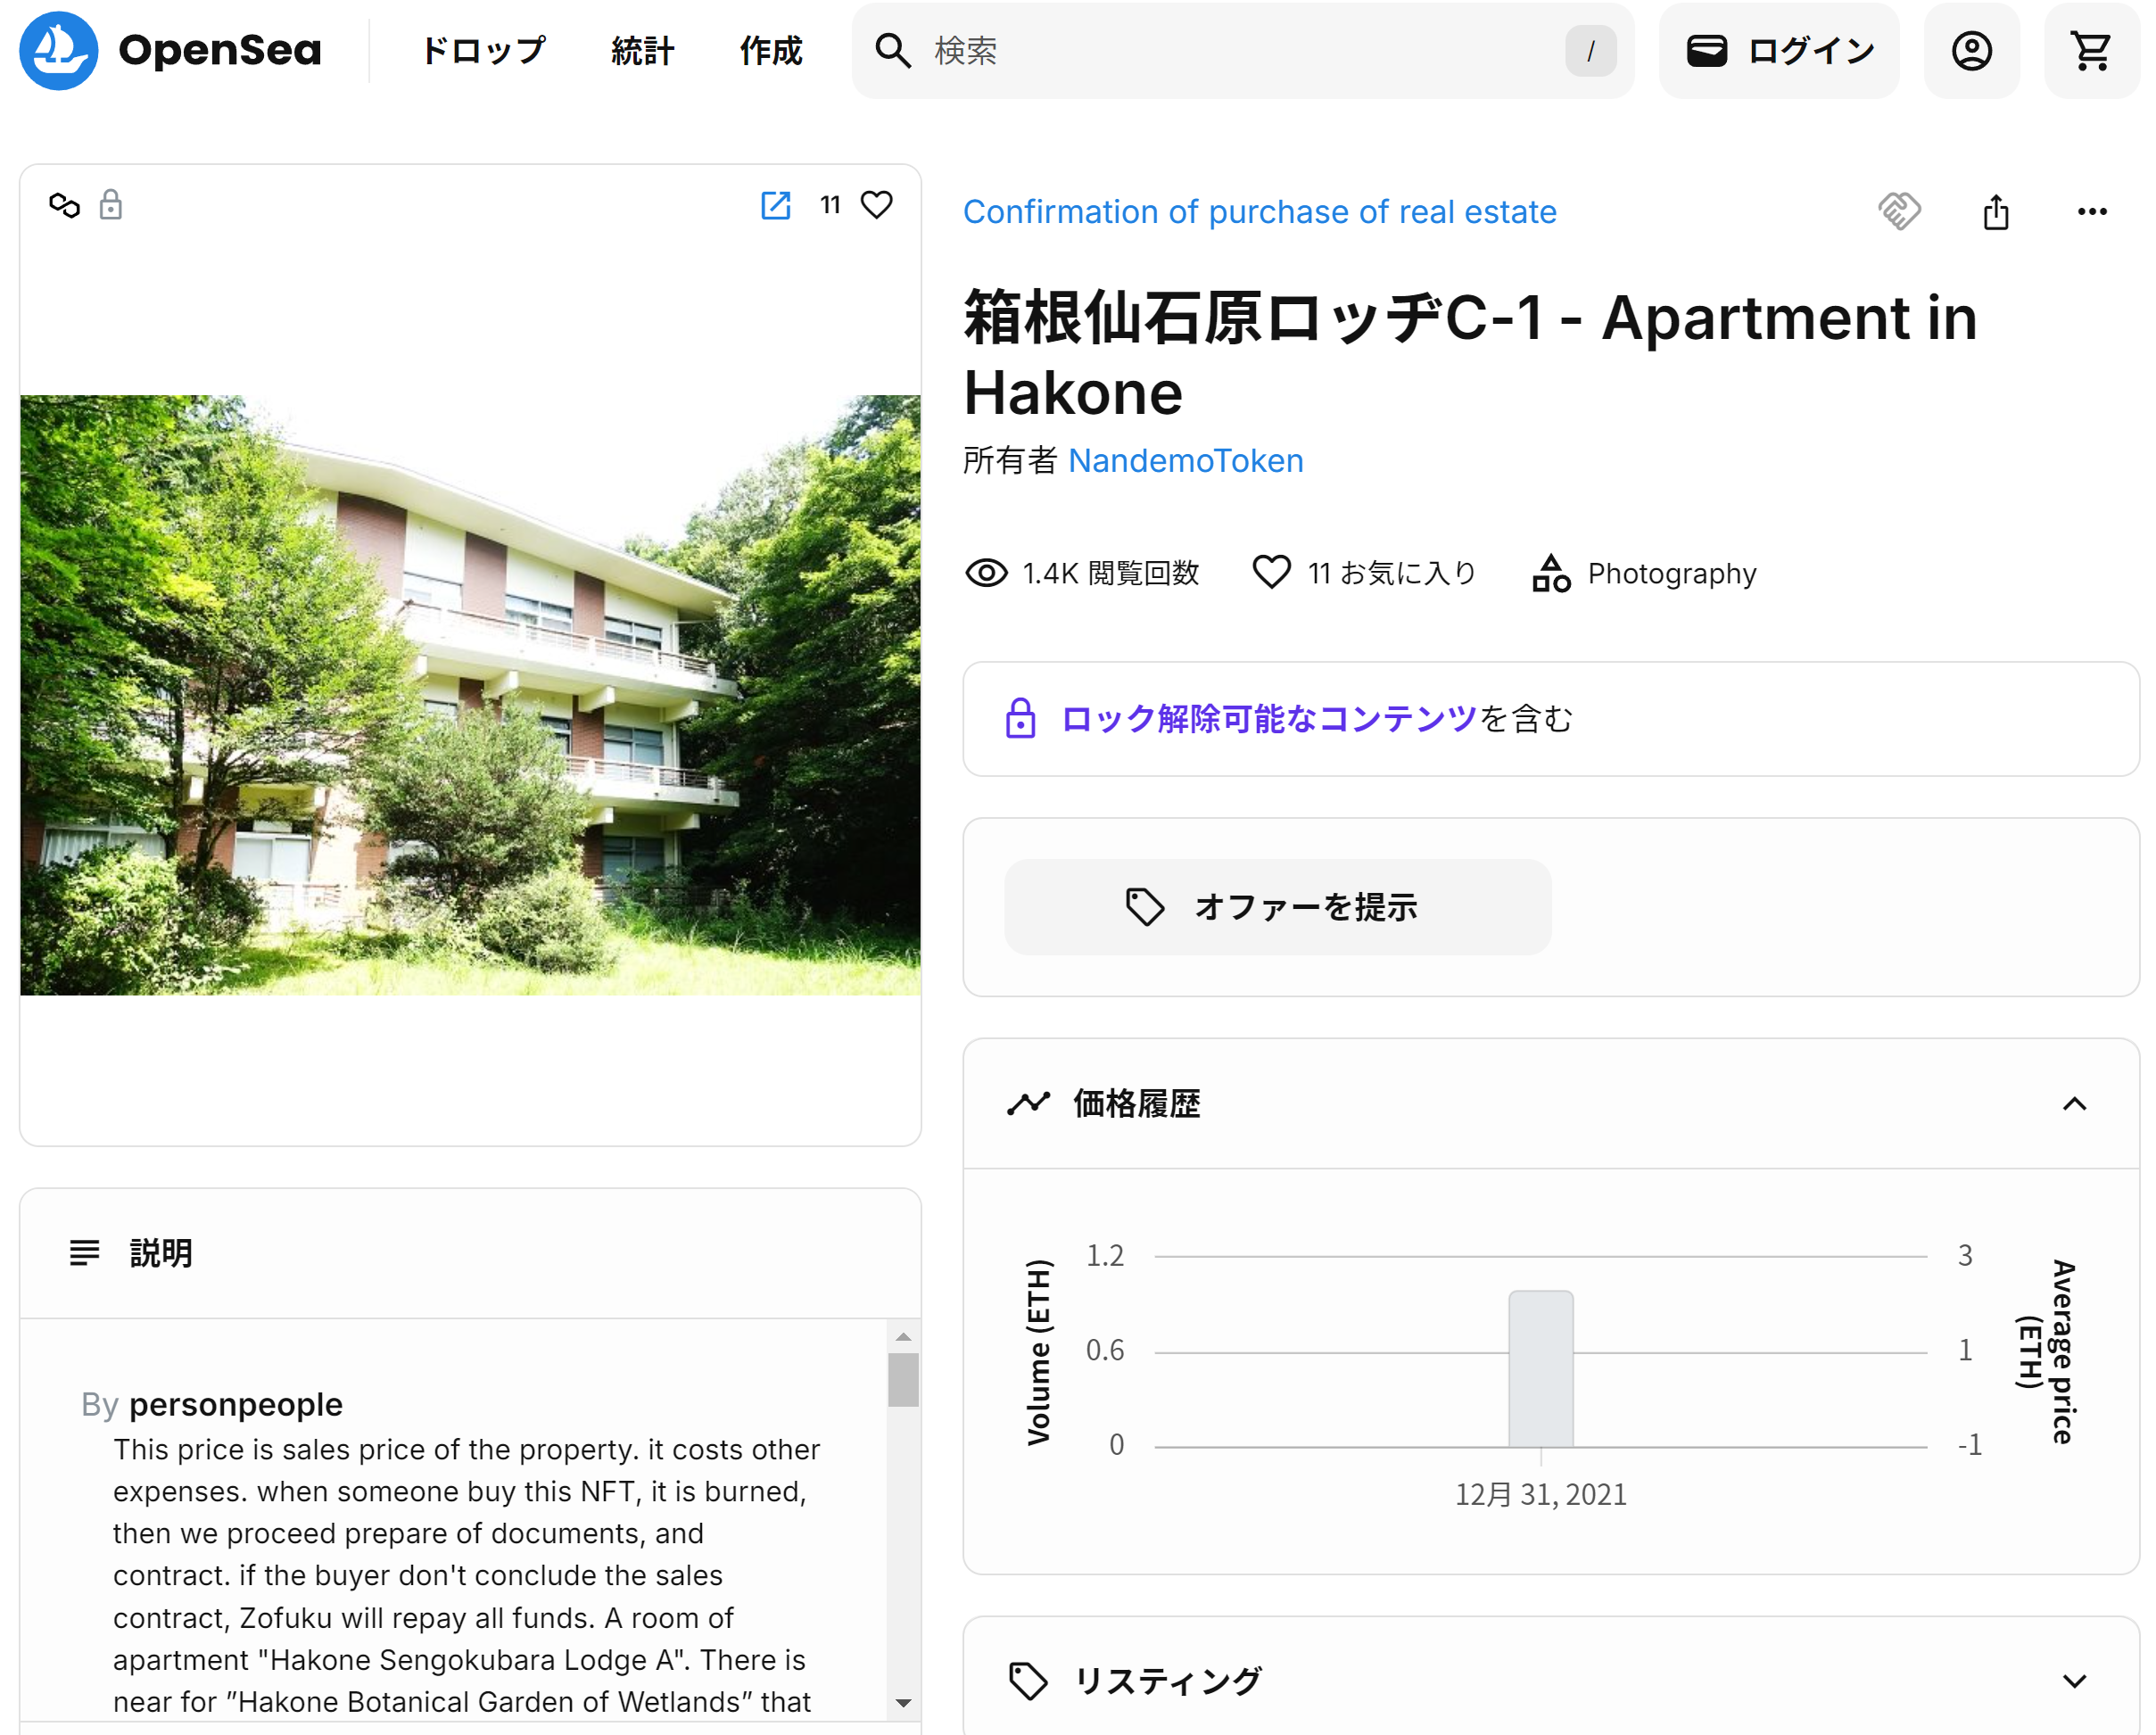 OpenSea
ドロップ
統計
作成
検索
/
ログイン
11
Confirmation of purchase of real estate
箱根仙石原ロッヂC-1 - Apartment in
Hakone
所有者 NandemoToken
1.4K 閲覧回数
11 お気に入り
Photography
ロック解除可能なコンテンツを含む
オファーを提示
価格履歴
Volume (ETH)
1.2
0.6
0
3
1
-1
Average price
(ETH)
12月 31, 2021
リスティング
説明
By personpeople
This price is sales price of the property. it costs other
expenses. when someone buy this NFT, it is burned,
then we proceed prepare of documents, and
contract. if the buyer don't conclude the sales
contract, Zofuku will repay all funds. A room of
apartment "Hakone Sengokubara Lodge A". There is
near for ”Hakone Botanical Garden of Wetlands” that